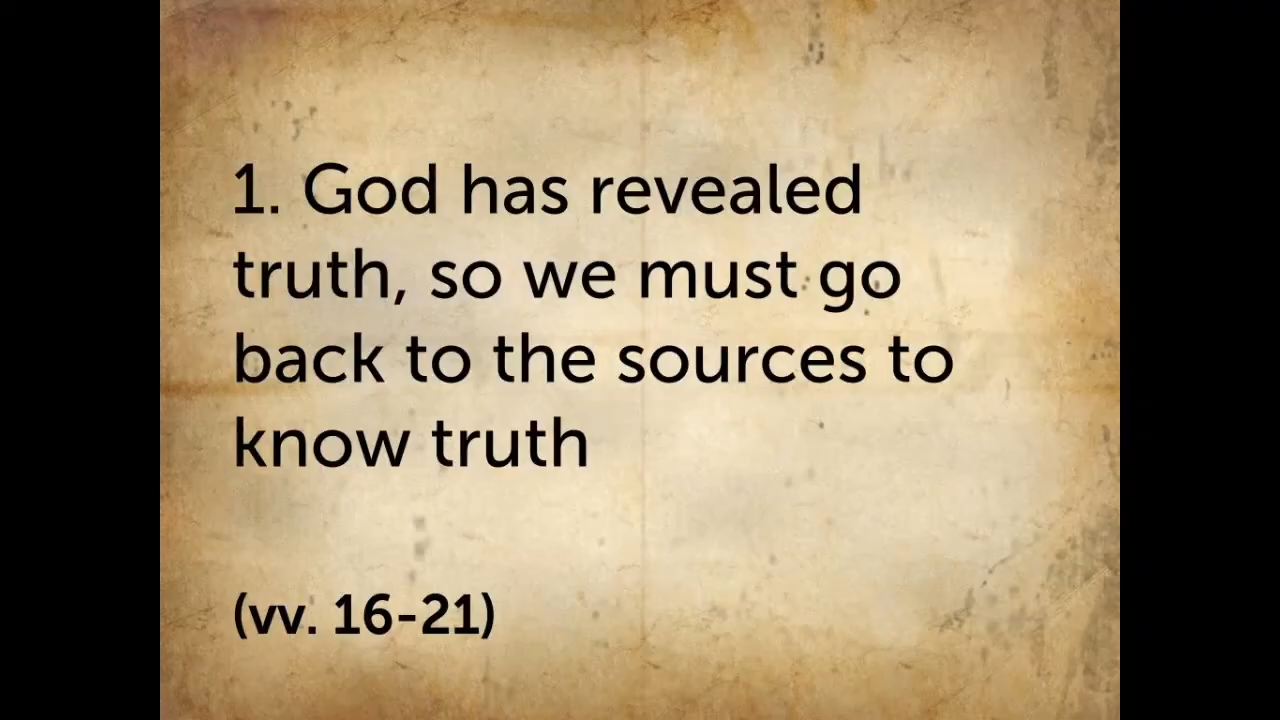 1. God has revealed
truth, so we must go
back to the sources to
know truth
(vv. 16-21)